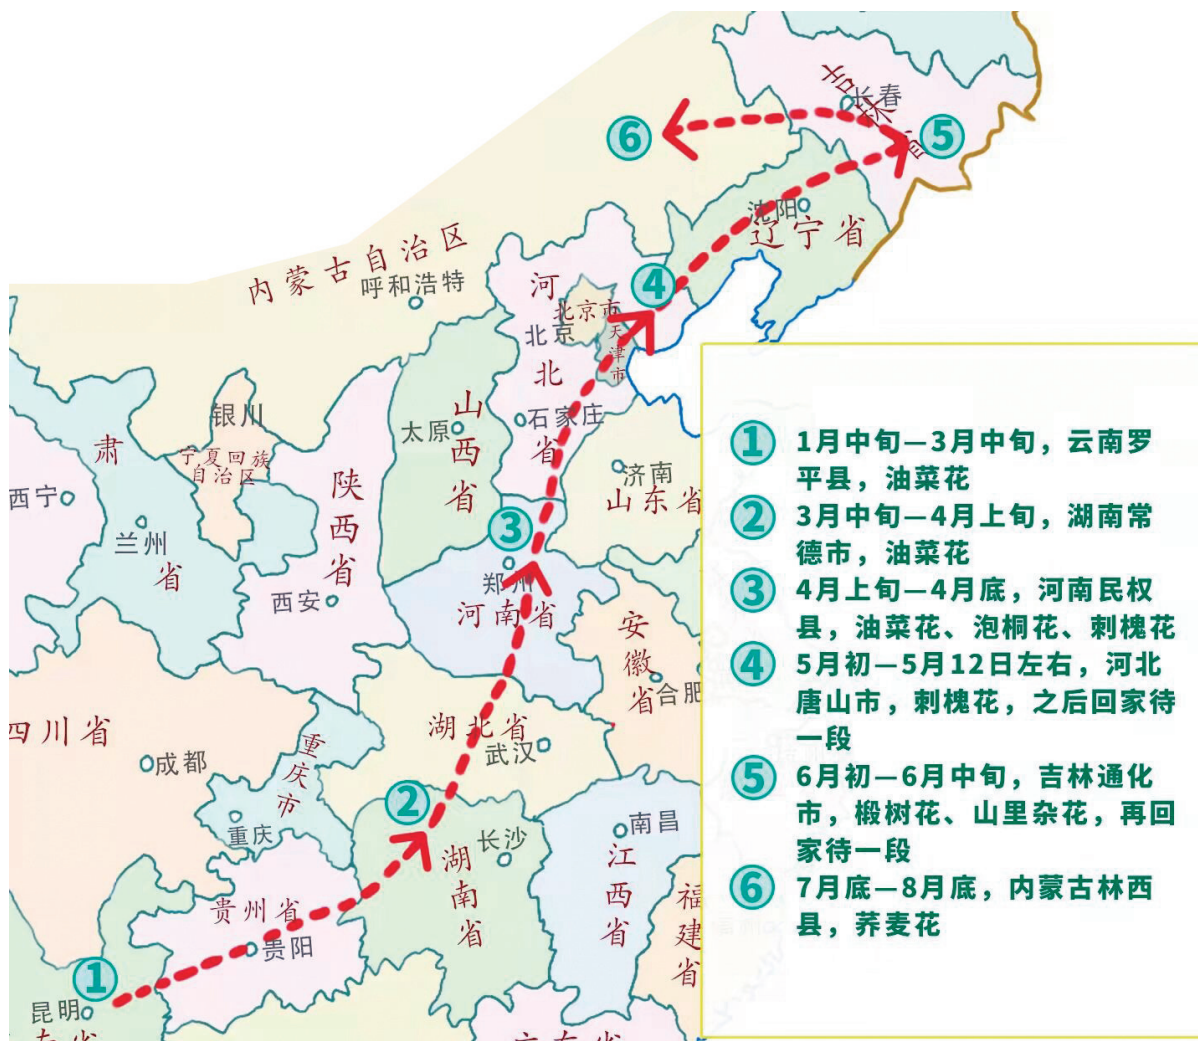 吉林省
长春
⑥
⑤
沈阳
辽宁省
内蒙古自治区
呼和浩特
④
河北省
北京市
北京
天津市
银川
宁夏回族
自治区
肃
省
山西省
太原
石家庄
济南
山东省
西宁
兰州
陕西省
西安
③
郑州
河南省
安徽省
合肥
四川省
成都
重庆市
重庆
湖北省
武汉
②
长沙
湖南省
南昌
江西省
贵州省
贵阳
福建省
①
昆明
南省
广东省
① 1月中旬—3月中旬，云南罗
平县，油菜花
② 3月中旬—4月上旬，湖南常
德市，油菜花
③ 4月上旬—4月底，河南民权
县，油菜花、泡桐花、刺槐花
④ 5月初—5月12日左右，河北
唐山市，刺槐花，之后回家待
一段
⑤ 6月初—6月中旬，吉林通化
市，椴树花、山里杂花，再回
家待一段
⑥ 7月底—8月底，内蒙古林西
县，荞麦花